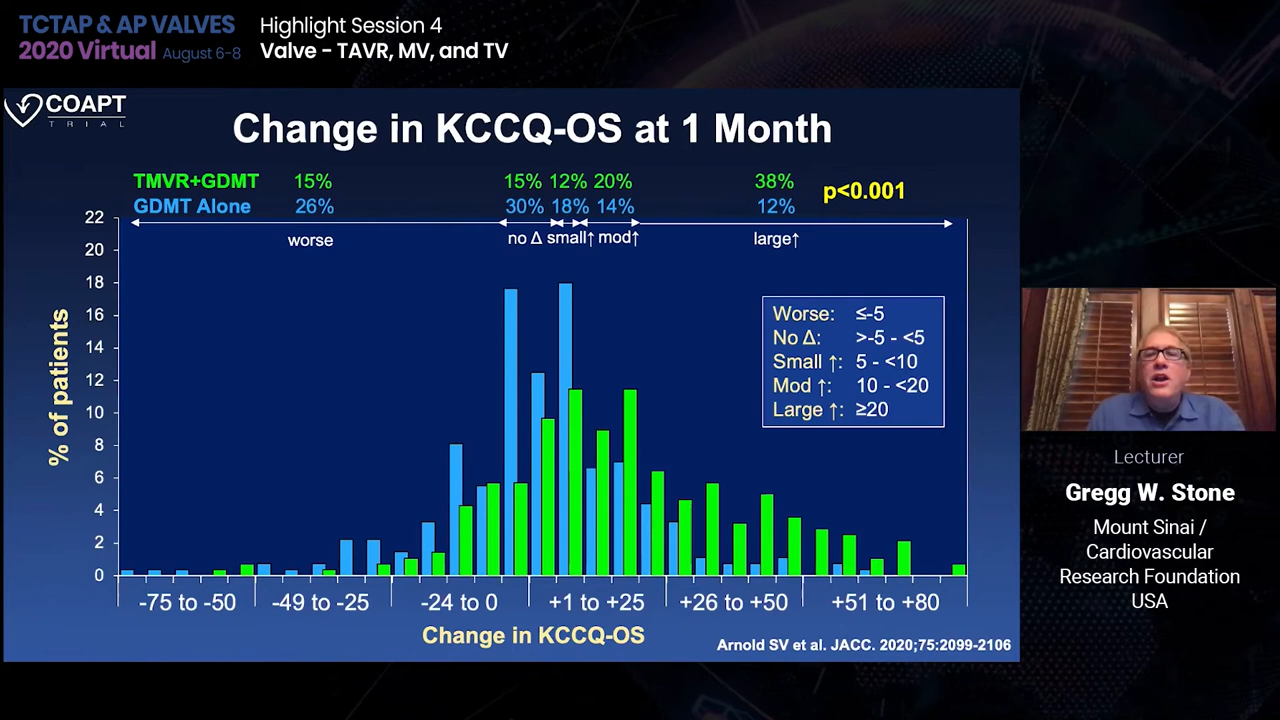 TCTAP & AP VALVES
2020 Virtual August 6-8
Highlight Session 4
Valve - TAVR, MV, and TV
COAPT
TRIAL
Change in KCCQ-OS at 1 Month
TMVR+GDMT 15% 15% 12% 20% 38%
GDMT Alone 26% 30% 18% 14% 12%
p<0.001
worse no Δ small↑ mod↑ large↑
22
20
18
16
14
12
10
8
6
4
2
0
% of patients
Worse: ≤-5
No Δ: >-5 - <5
Small ↑: 5 - <10
Mod ↑: 10 - <20
Large ↑: ≥20
-75 to -50 -49 to -25 -24 to 0 +1 to +25 +26 to +50 +51 to +80
Change in KCCQ-OS
Arnold SV et al. JACC. 2020;75:2099-2106
Lecturer
Gregg W. Stone
Mount Sinai /
Cardiovascular
Research Foundation
USA